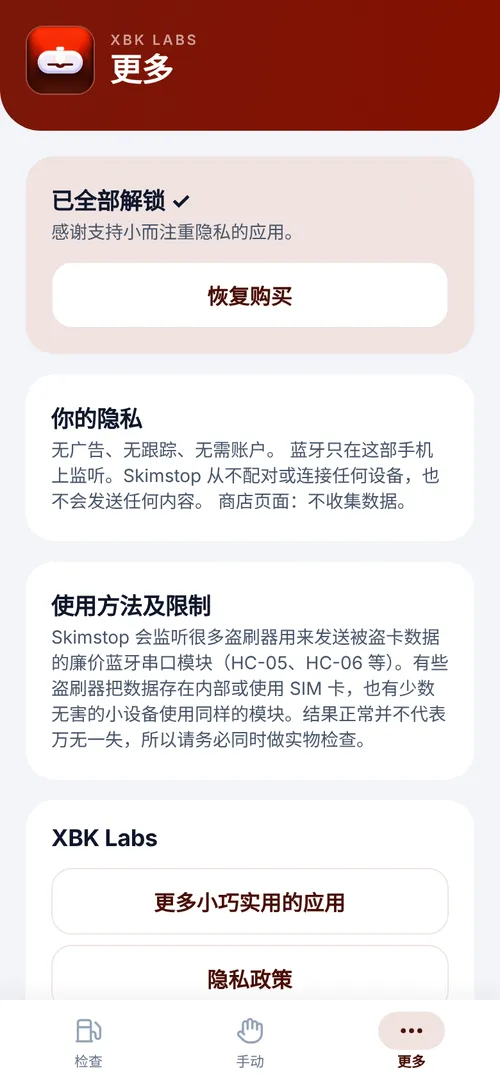 XBK LABS
更多
已全部解锁 ✓
感谢支持小而注重隐私的应用。
恢复购买
你的隐私
无广告、无跟踪、无需账户。 蓝牙只在这部手机
上监听。Skimstop 从不配对或连接任何设备，也
不会发送任何内容。 商店页面：不收集数据。
使用方法及限制
Skimstop 会监听很多盗刷器用来发送被盗卡数据
的廉价蓝牙串口模块（HC-05、HC-06 等）。有些
盗刷器把数据存在内部或使用 SIM 卡，也有少数
无害的小设备使用同样的模块。结果正常并不代表
万无一失，所以请务必同时做实物检查。
XBK Labs
更多小巧实用的应用
隐私政策
检查
手动
更多